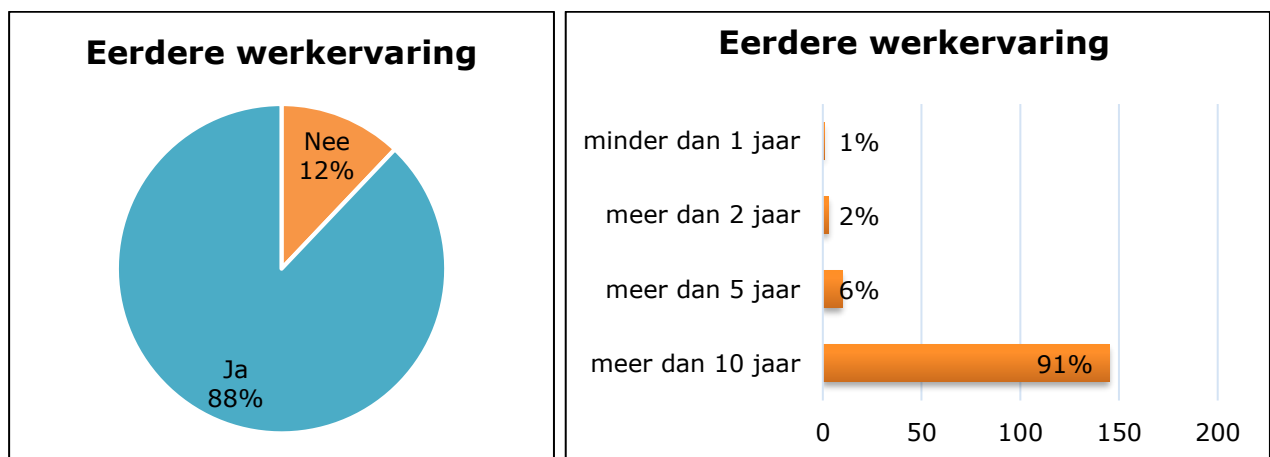 Eerdere werkervaring
Nee
12%
Ja
88%
Eerdere werkervaring
minder dan 1 jaar 1%
meer dan 2 jaar 2%
meer dan 5 jaar 6%
meer dan 10 jaar 91%
0 50 100 150 200